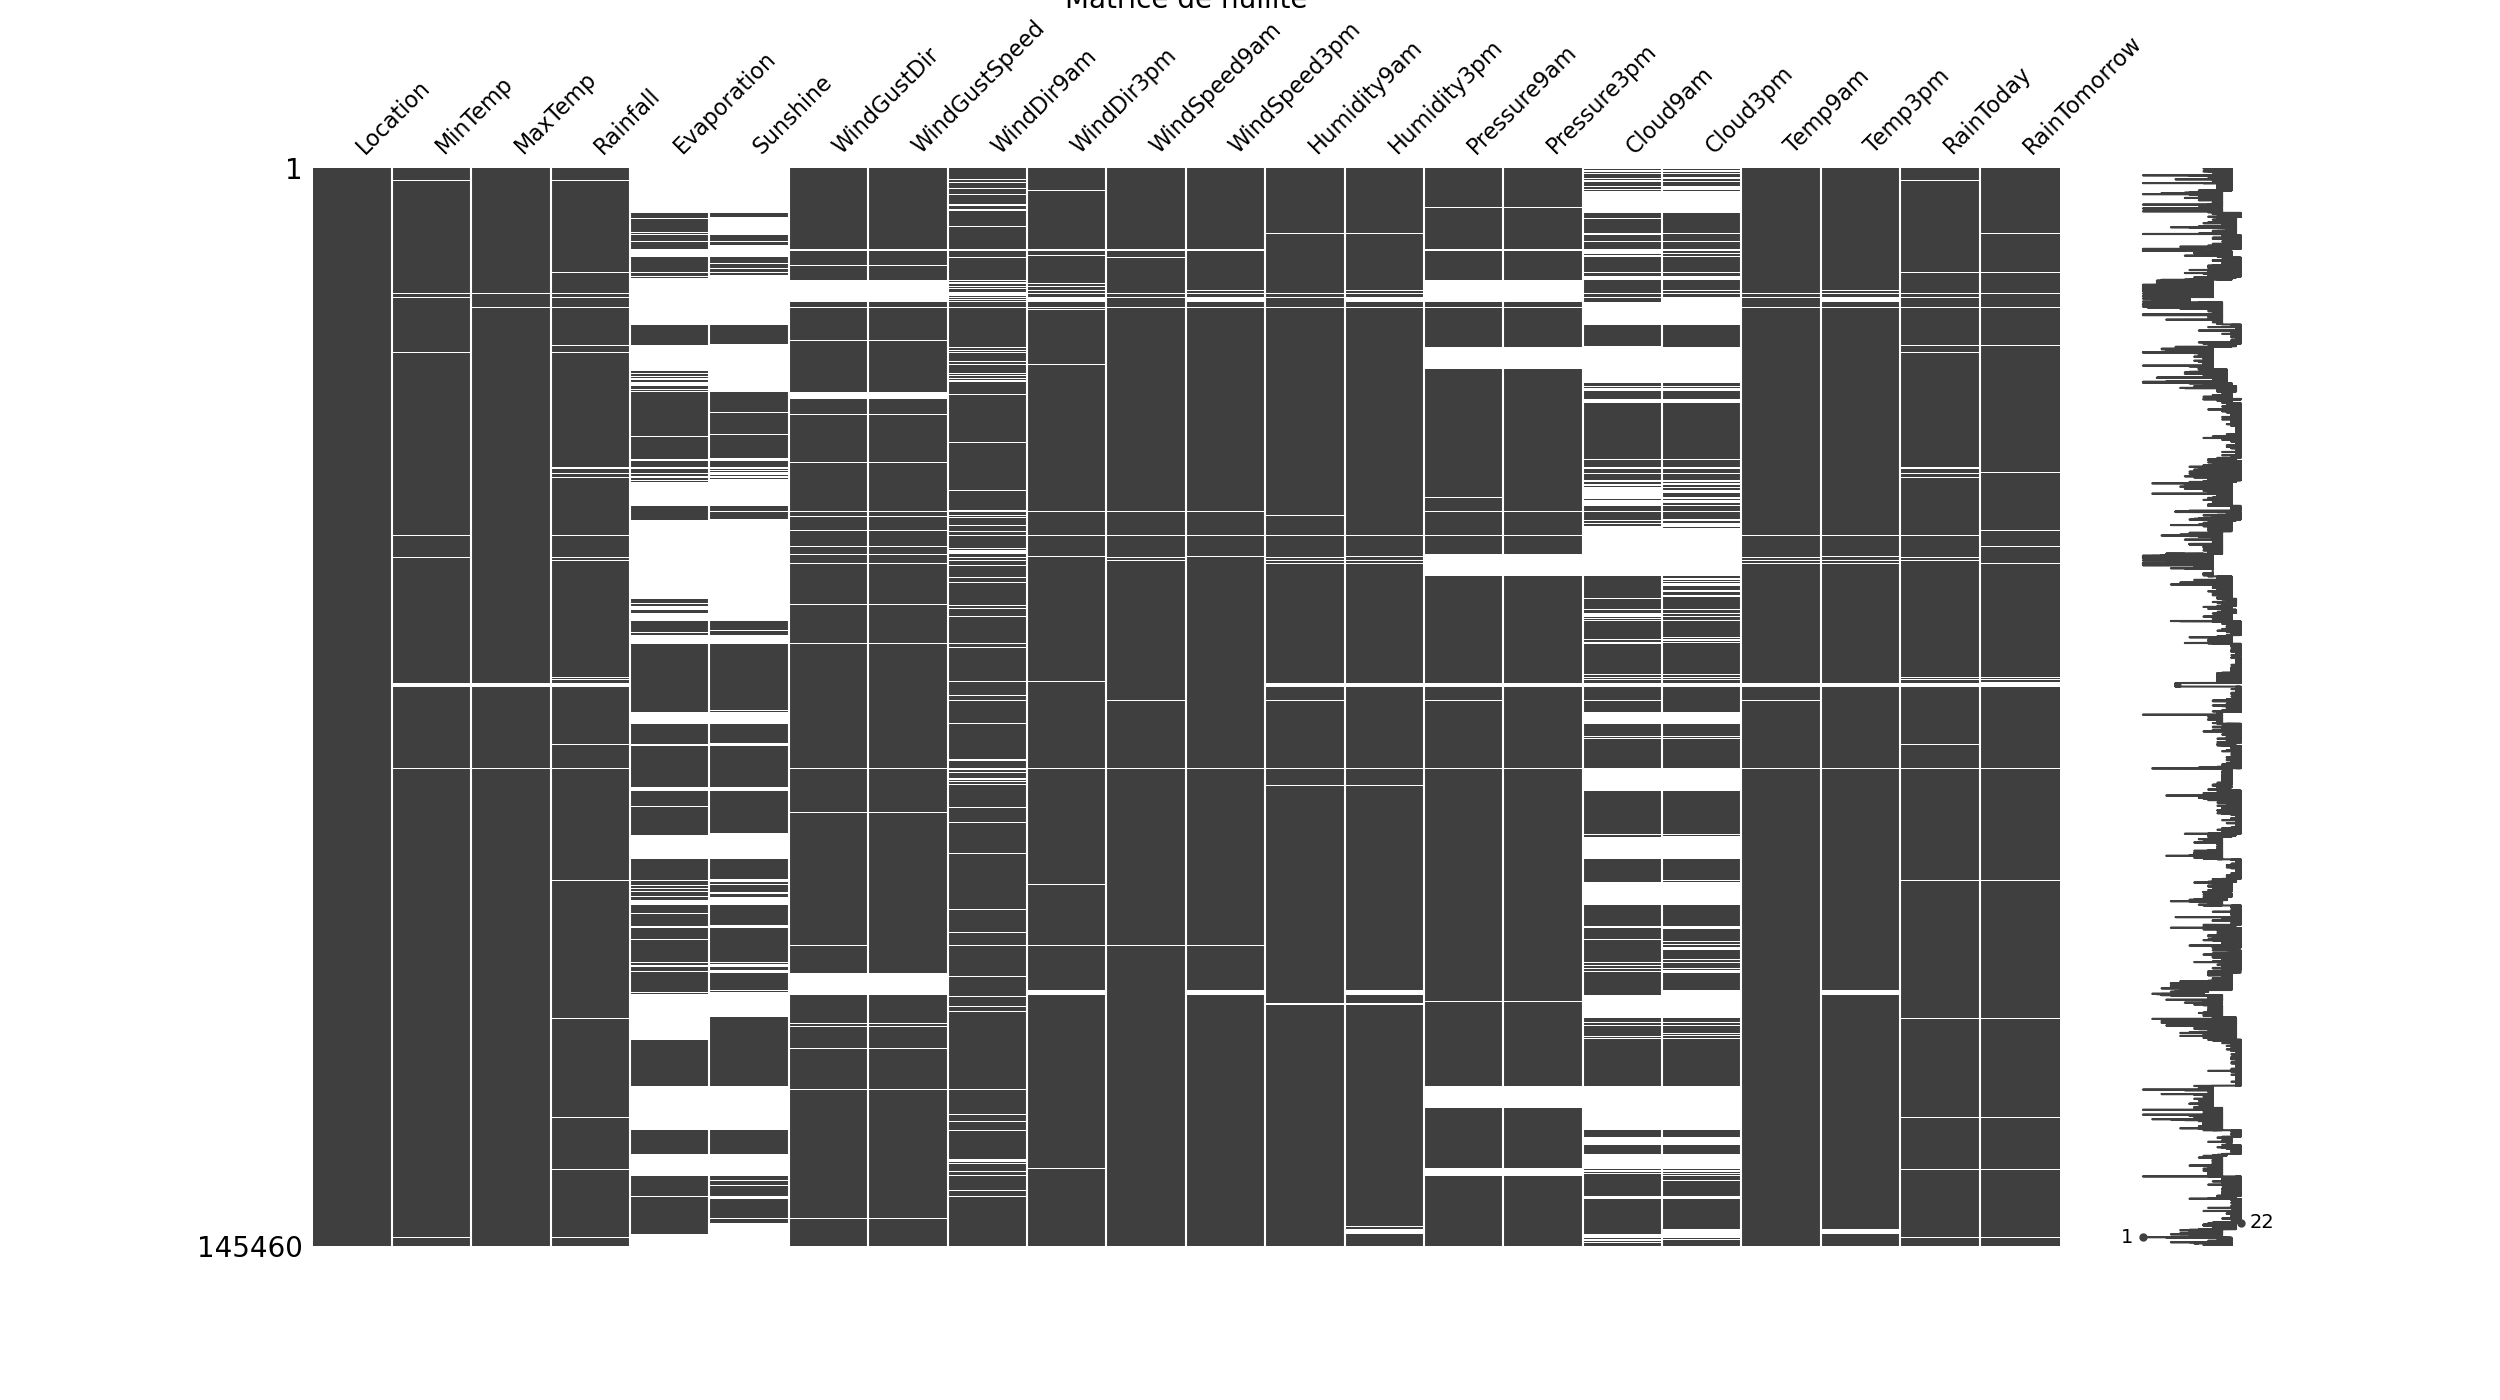 Matrice de nullité
Location
MinTemp
MaxTemp
Rainfall
Evaporation
Sunshine
WindGustDir
WindGustSpeed
WindDir9am
WindDir3pm
WindSpeed9am
WindSpeed3pm
Humidity9am
Humidity3pm
Pressure9am
Pressure3pm
Cloud9am
Cloud3pm
Temp9am
Temp3pm
RainToday
RainTomorrow
1
145460
22
1